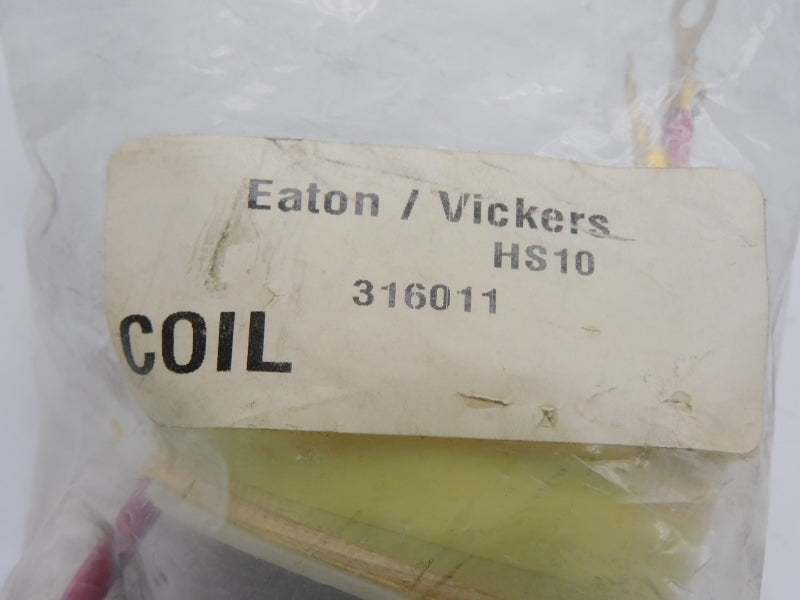 Eaton / Vickers
HS10
316011
COIL